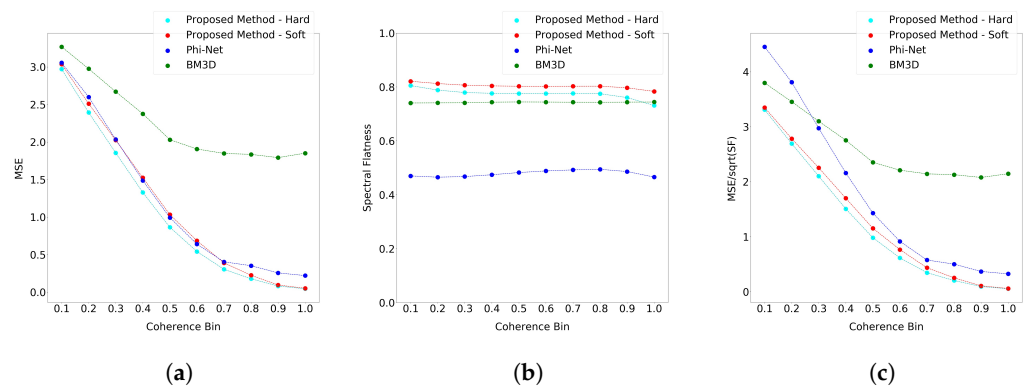 Proposed Method - Hard
Proposed Method - Soft
Phi-Net
BM3D
MSE
3.0
2.5
2.0
1.5
1.0
0.5
0.0
0.1 0.2 0.3 0.4 0.5 0.6 0.7 0.8 0.9 1.0
Coherence Bin
(a)
Proposed Method - Hard
Proposed Method - Soft
Phi-Net
BM3D
Spectral Flatness
1.0
0.8
0.6
0.4
0.2
0.0
0.1 0.2 0.3 0.4 0.5 0.6 0.7 0.8 0.9 1.0
Coherence Bin
(b)
Proposed Method - Hard
Proposed Method - Soft
Phi-Net
BM3D
MSE/sqrt(SF)
4
3
2
1
0
0.1 0.2 0.3 0.4 0.5 0.6 0.7 0.8 0.9 1.0
Coherence Bin
(c)